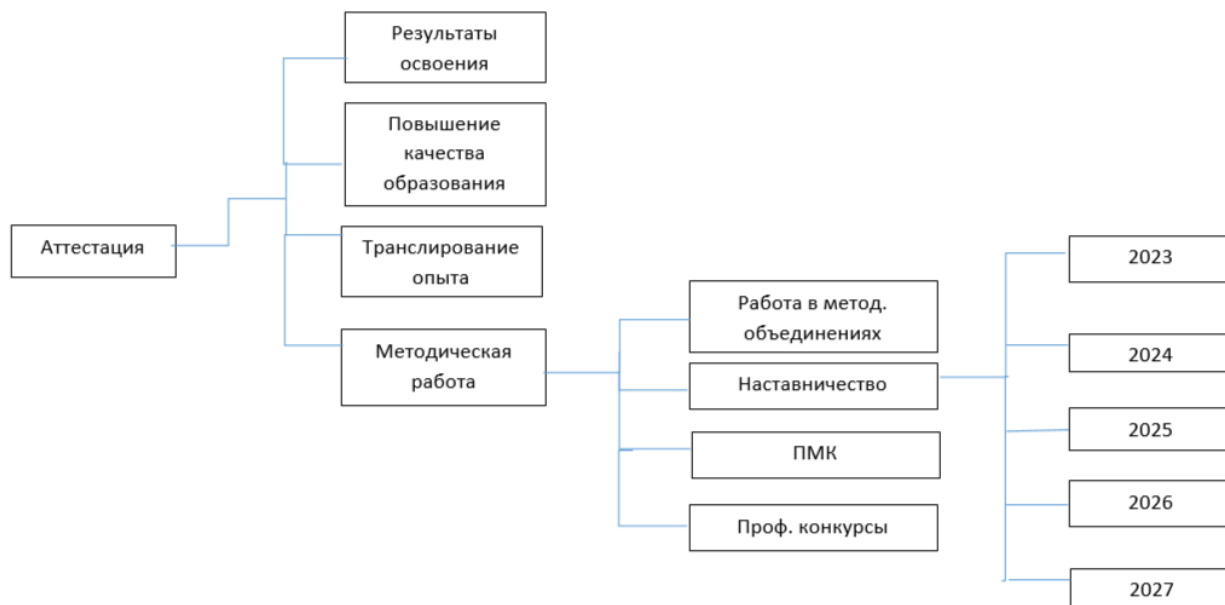 Результаты
освоения
Повышение
качества
образования
Аттестация
Транслирование
опыта
Методическая
работа
Работа в метод.
объединениях
Наставничество
ПМК
Проф. конкурсы
2023
2024
2025
2026
2027